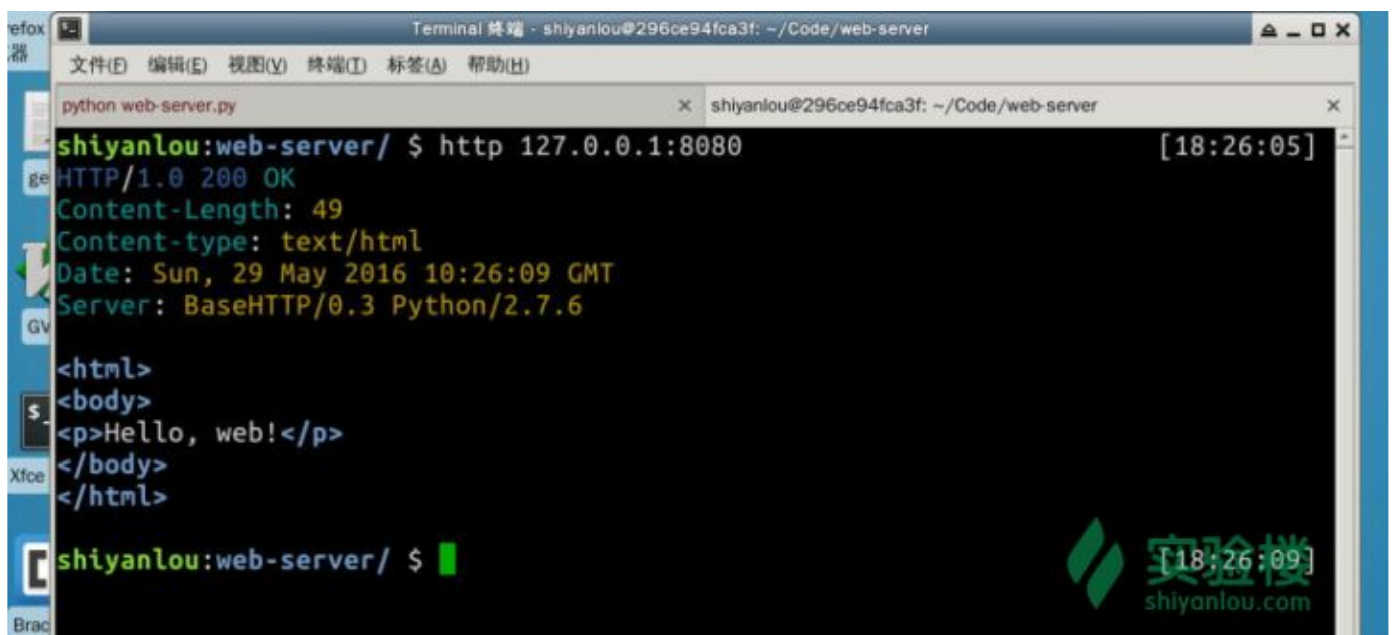 efox
器
Terminal 终端 - shiyanlou@296ce94fca3f: ~/Code/web-server
文件(F) 编辑(E) 视图(V) 终端(T) 标签(A) 帮助(H)
python web-server.py × shiyanlou@296ce94fca3f: ~/Code/web-server ×
shiyanlou:web-server/ $ http 127.0.0.1:8080 [18:26:05]
ge
HTTP/1.0 200 OK
Content-Length: 49
Content-type: text/html
Date: Sun, 29 May 2016 10:26:09 GMT
Server: BaseHTTP/0.3 Python/2.7.6
GV
<html>
<body>
$_
<p>Hello, web!</p>
</body>
Xfce
</html>
shiyanlou:web-server/ $ [18:26:09]
实验楼
shiyanlou.com
Brac